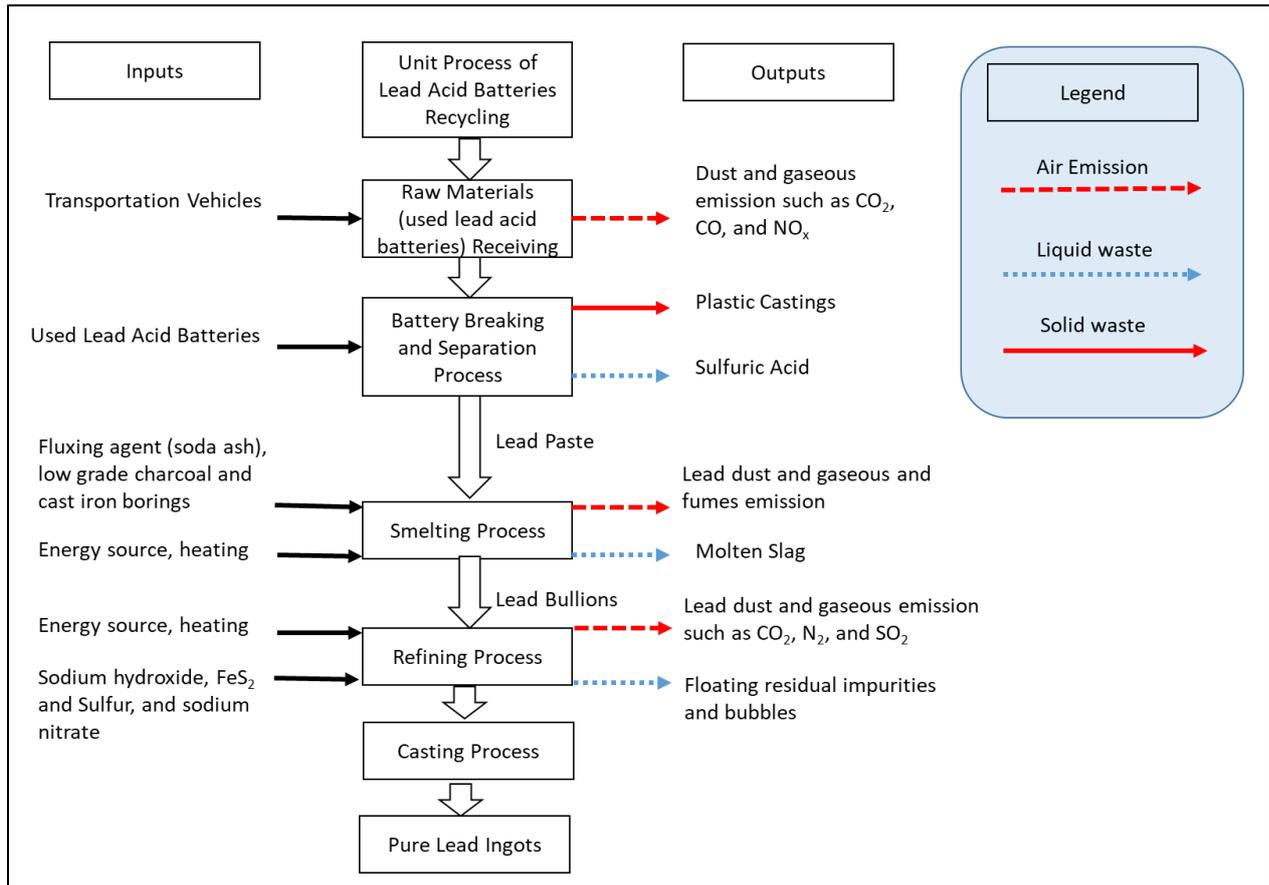 Inputs
Unit Process of
Lead Acid Batteries
Recycling
Outputs
Legend
Air Emission
Liquid waste
Solid waste
Transportation Vehicles
Raw Materials
(used lead acid
batteries) Receiving
Dust and gaseous
emission such as CO₂,
CO, and NOₓ
Used Lead Acid Batteries
Battery Breaking
and Separation
Process
Plastic Castings
Sulfuric Acid
Lead Paste
Fluxing agent (soda ash),
low grade charcoal and
cast iron borings
Energy source, heating
Smelting Process
Lead dust and gaseous and
fumes emission
Molten Slag
Lead Bullions
Energy source, heating
Sodium hydroxide, FeS₂
and Sulfur, and sodium
nitrate
Refining Process
Lead dust and gaseous emission
such as CO₂, N₂, and SO₂
Floating residual impurities
and bubbles
Casting Process
Pure Lead Ingots